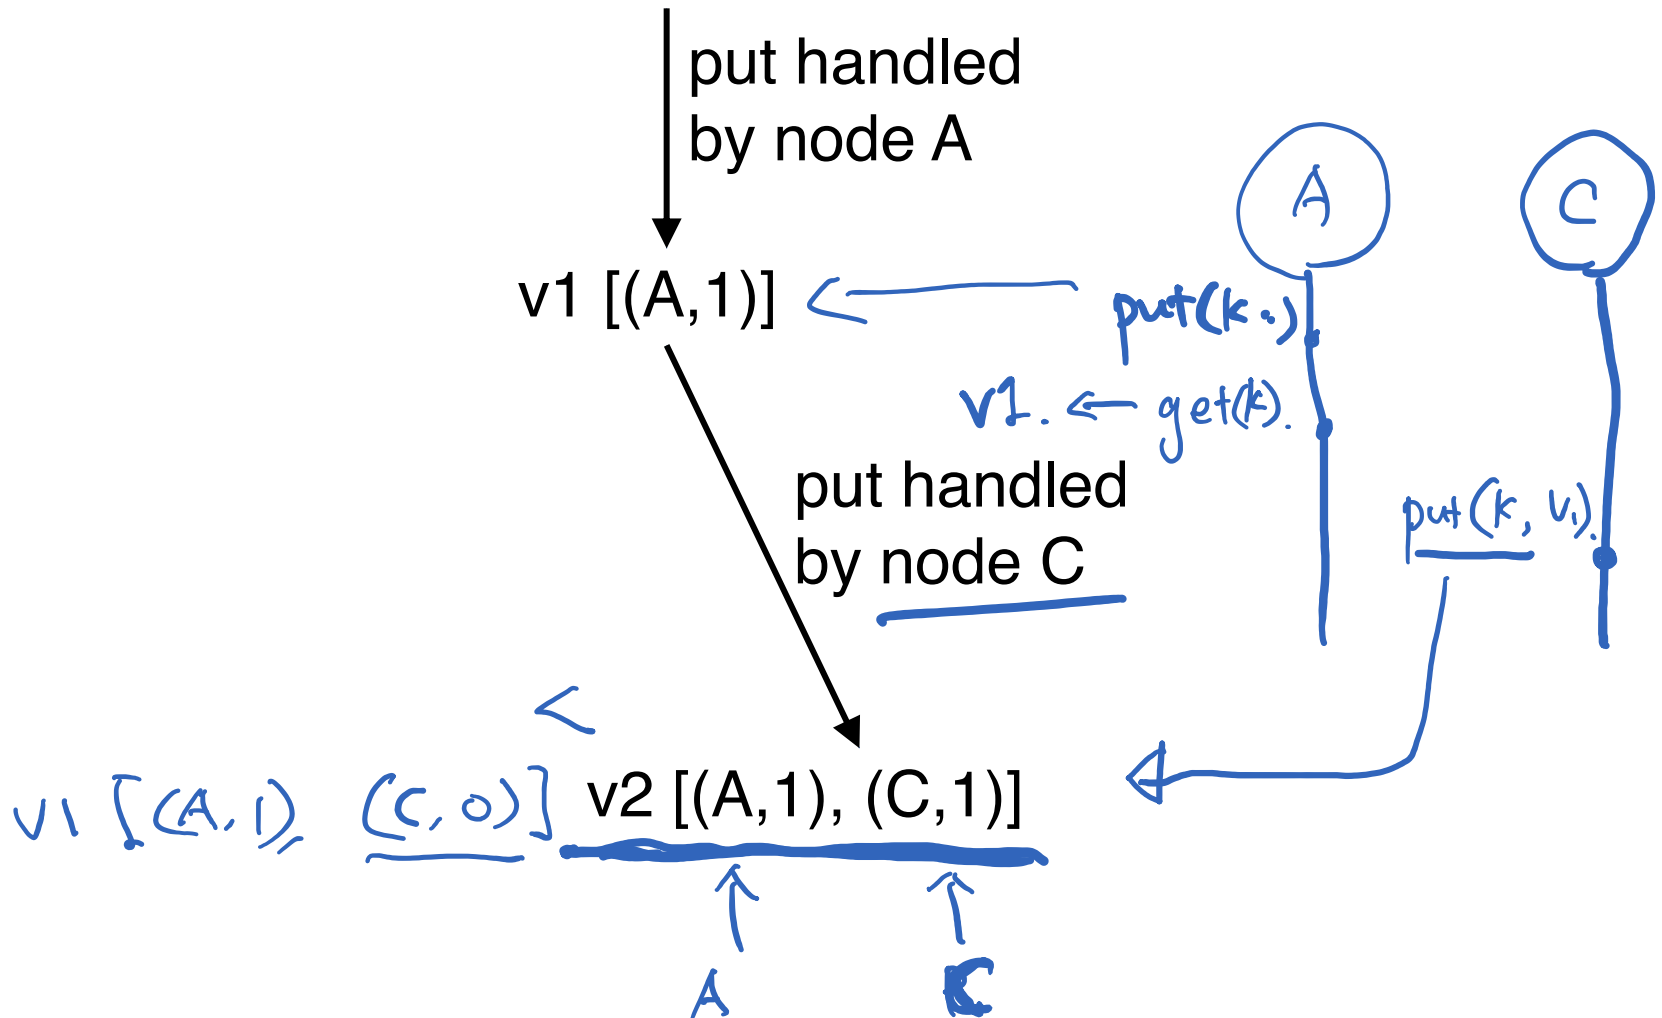 put handled
by node A
A
C
v1 [(A,1)]
put(k..)
v1. ← get(k).
put handled
by node C
put(k, v₁).
<
v1 [(A,1), (C,0)] v2 [(A,1), (C,1)]
A
C